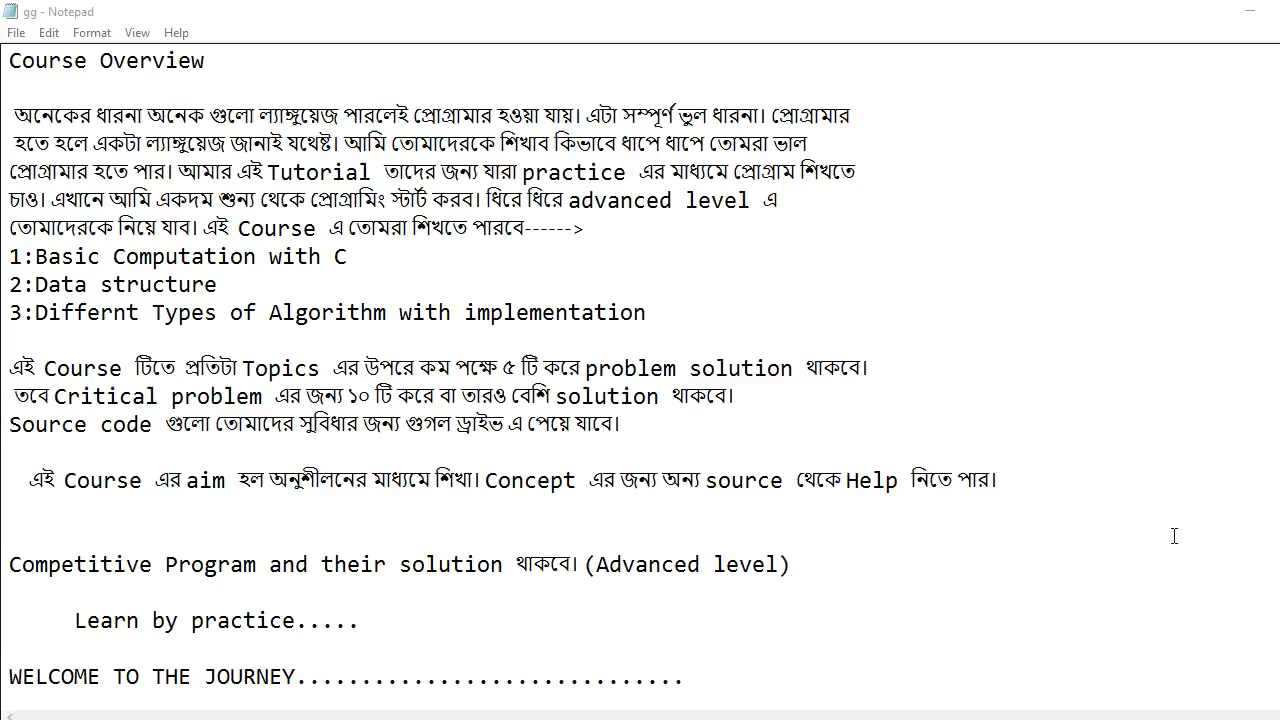 gg - Notepad
File Edit Format View Help
Course Overview
অনেকের ধারনা অনেক গুলো ল্যাঙ্গুয়েজ পারলেই প্রোগ্রামার হওয়া যায়। এটা সম্পূর্ণ ভুল ধারনা। প্রোগ্রামার
হতে হলে একটা ল্যাঙ্গুয়েজ জানাই যথেষ্ট। আমি তোমাদেরকে শিখাব কিভাবে ধাপে ধাপে তোমরা ভাল
প্রোগ্রামার হতে পার। আমার এই Tutorial তাদের জন্য যারা practice এর মাধ্যমে প্রোগ্রাম শিখতে
চাও। এখানে আমি একদম শুন্য থেকে প্রোগ্রামিং স্টার্ট করব। ধিরে ধিরে advanced level এ
তোমাদেরকে নিয়ে যাব। এই Course এ তোমরা শিখতে পারবে------>
1:Basic Computation with C
2:Data structure
3:Differnt Types of Algorithm with implementation
এই Course টিতে প্রতিটা Topics এর উপরে কম পক্ষে ৫ টি করে problem solution থাকবে।
তবে Critical problem এর জন্য ১০ টি করে বা তারও বেশি solution থাকবে।
Source code গুলো তোমাদের সুবিধার জন্য গুগল ড্রাইভ এ পেয়ে যাবে।
এই Course এর aim হল অনুশীলনের মাধ্যমে শিখা। Concept এর জন্য অন্য source থেকে Help নিতে পার।
Competitive Program and their solution থাকবে। (Advanced level)
Learn by practice.....
WELCOME TO THE JOURNEY..............................